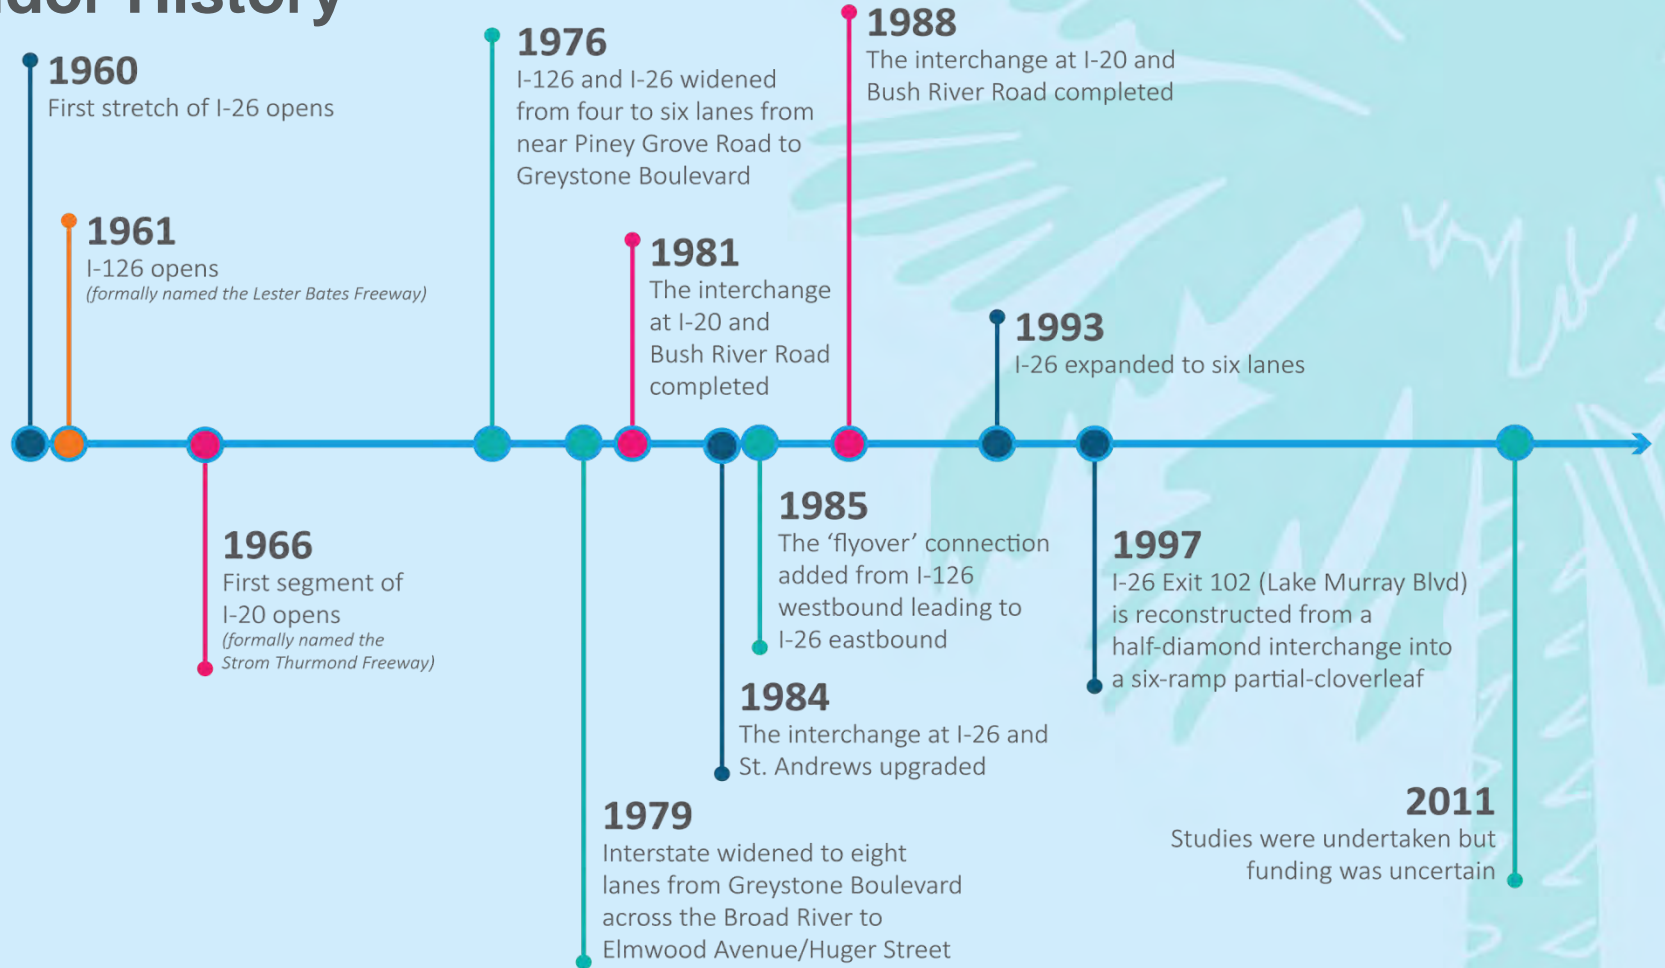 History
1960
First stretch of I-26 opens
1961
I-126 opens
(formally named the Lester Bates Freeway)
1966
First segment of
I-20 opens
(formally named the
Strom Thurmond Freeway)
1976
I-126 and I-26 widened
from four to six lanes from
near Piney Grove Road to
Greystone Boulevard
1979
Interstate widened to eight
lanes from Greystone Boulevard
across the Broad River to
Elmwood Avenue/Huger Street
1981
The interchange
at I-20 and
Bush River Road
completed
1984
The interchange at I-26 and
St. Andrews upgraded
1985
The ‘flyover’ connection
added from I-126
westbound leading to
I-26 eastbound
1988
The interchange at I-20 and
Bush River Road completed
1993
I-26 expanded to six lanes
1997
I-26 Exit 102 (Lake Murray Blvd)
is reconstructed from a
half-diamond interchange into
a six-ramp partial-cloverleaf
2011
Studies were undertaken but
funding was uncertain